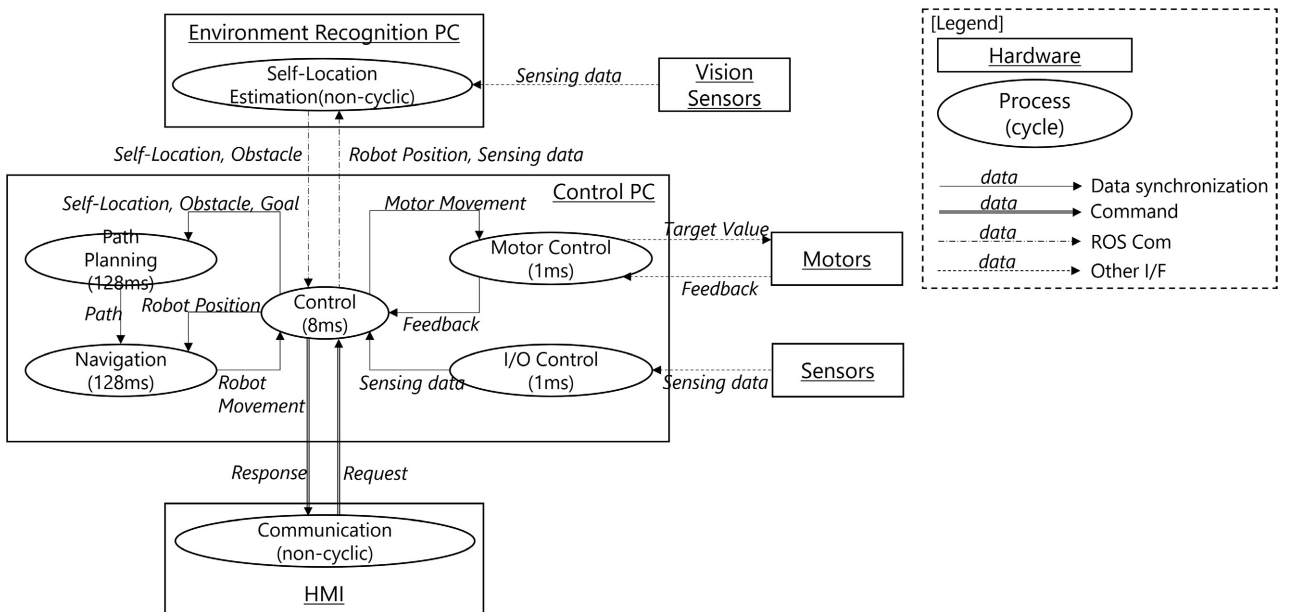 Environment Recognition PC
Self-Location
Estimation(non-cyclic)
Sensing data
Vision
Sensors
Self-Location, Obstacle
Robot Position, Sensing data
Control PC
Self-Location, Obstacle, Goal
Motor Movement
Path
Planning
(128ms)
Motor Control
(1ms)
Target Value
Motors
Feedback
Path
Robot Position
Control
(8ms)
Feedback
Navigation
(128ms)
Robot
Movement
Sensing data
I/O Control
(1ms)
Sensing data
Sensors
Response
Request
Communication
(non-cyclic)
HMI
[Legend]
Hardware
Process
(cycle)
data
Data synchronization
data
Command
data
ROS Com
data
Other I/F